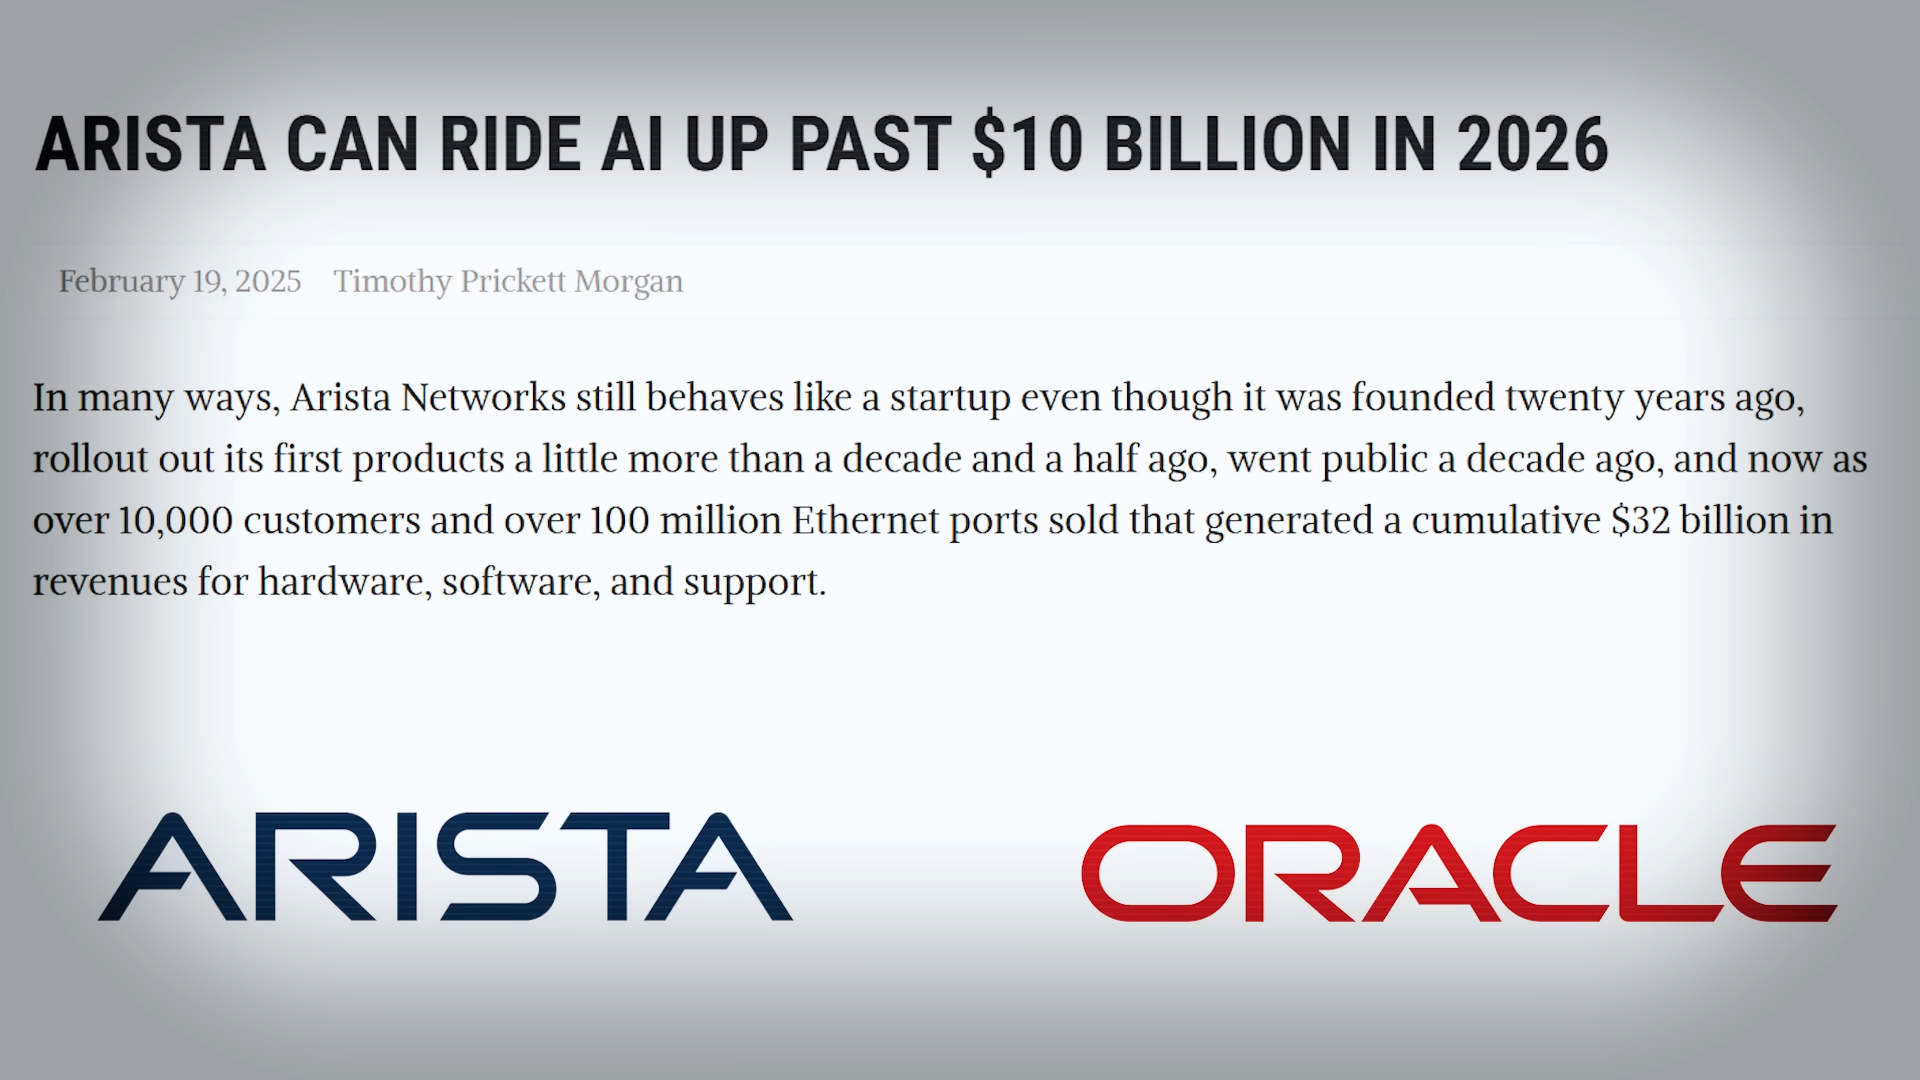 ARISTA CAN RIDE AI UP PAST $10 BILLION IN 2026
February 19, 2025 Timothy Prickett Morgan
In many ways, Arista Networks still behaves like a startup even though it was founded twenty years ago,
rollout out its first products a little more than a decade and a half ago, went public a decade ago, and now as
over 10,000 customers and over 100 million Ethernet ports sold that generated a cumulative $32 billion in
revenues for hardware, software, and support.
ARISTA ORACLE